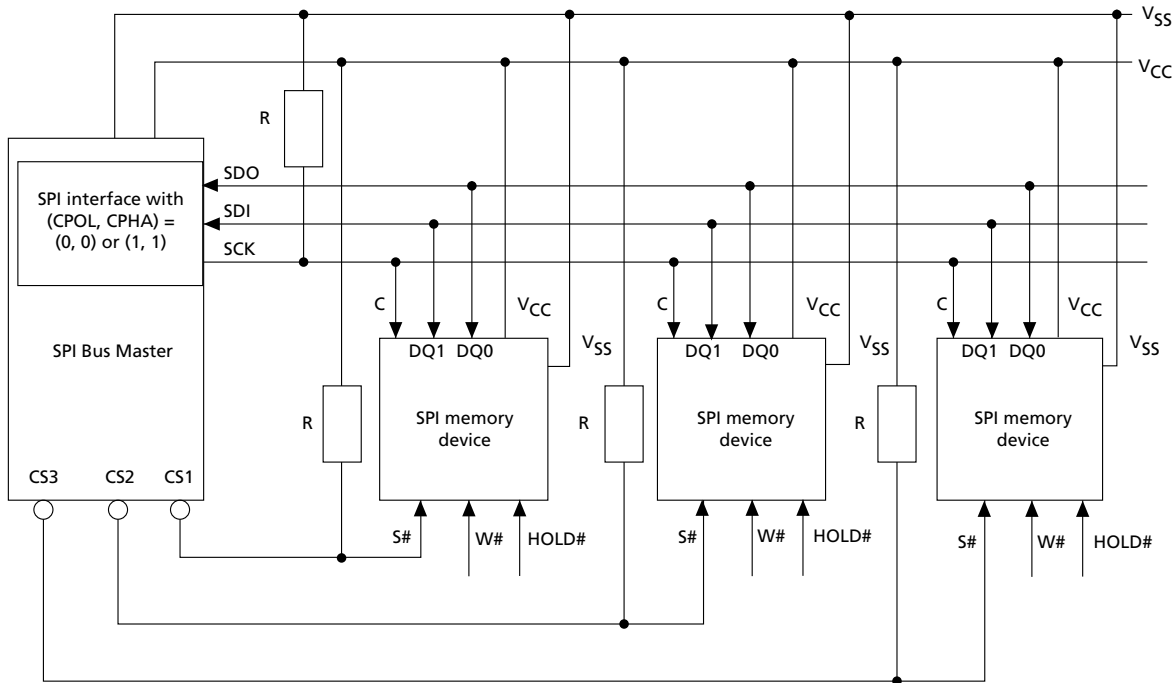 VSS
VCC
R
SDO
SPI interface with
(CPOL, CPHA) =
(0, 0) or (1, 1)
SDI
SCK
SPI Bus Master
C
VCC
C
VCC
C
VCC
DQ1 DQ0
VSS
DQ1 DQ0
VSS
DQ1 DQ0
VSS
R
SPI memory
device
R
SPI memory
device
R
SPI memory
device
CS3 CS2 CS1
S# W# HOLD#
S# W# HOLD#
S# W# HOLD#